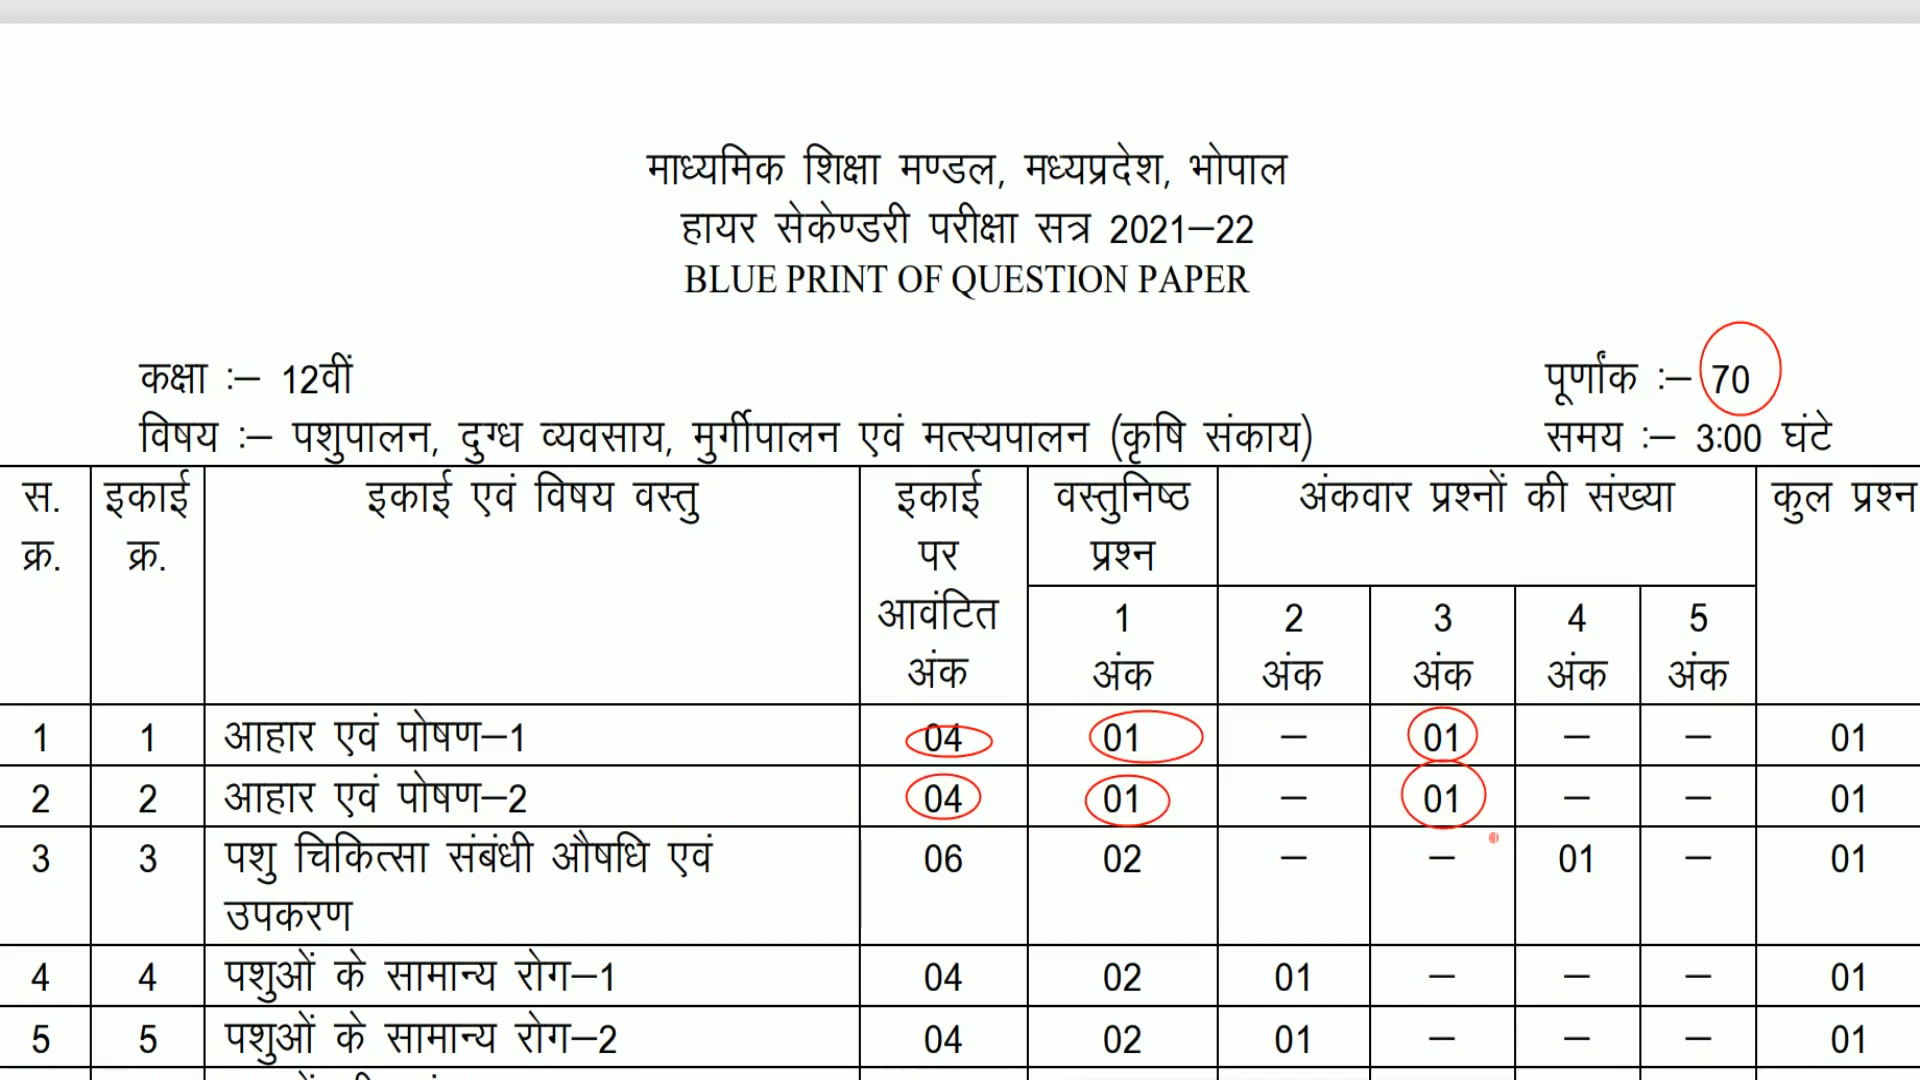 माध्यमिक शिक्षा मण्डल, मध्यप्रदेश, भोपाल
हायर सेकेण्डरी परीक्षा सत्र 2021–22
BLUE PRINT OF QUESTION PAPER
कक्षा :– 12वीं पूर्णांक :– 70
विषय :– पशुपालन, दुग्ध व्यवसाय, मुर्गीपालन एवं मत्स्यपालन (कृषि संकाय) समय :– 3:00 घंटे
स. इकाई इकाई एवं विषय वस्तु इकाई वस्तुनिष्ठ अंकवार प्रश्नों की संख्या कुल प्रश्न
क्र. क्र. पर प्रश्न
आवंटित 1 2 3 4 5
अंक अंक अंक अंक अंक अंक
1 1 आहार एवं पोषण–1 04 01 – 01 – – 01
2 2 आहार एवं पोषण–2 04 01 – 01 – – 01
3 3 पशु चिकित्सा संबंधी औषधि एवं 06 02 – – 01 – 01
उपकरण
4 4 पशुओं के सामान्य रोग–1 04 02 01 – – – 01
5 5 पशुओं के सामान्य रोग–2 04 02 01 – – – 01